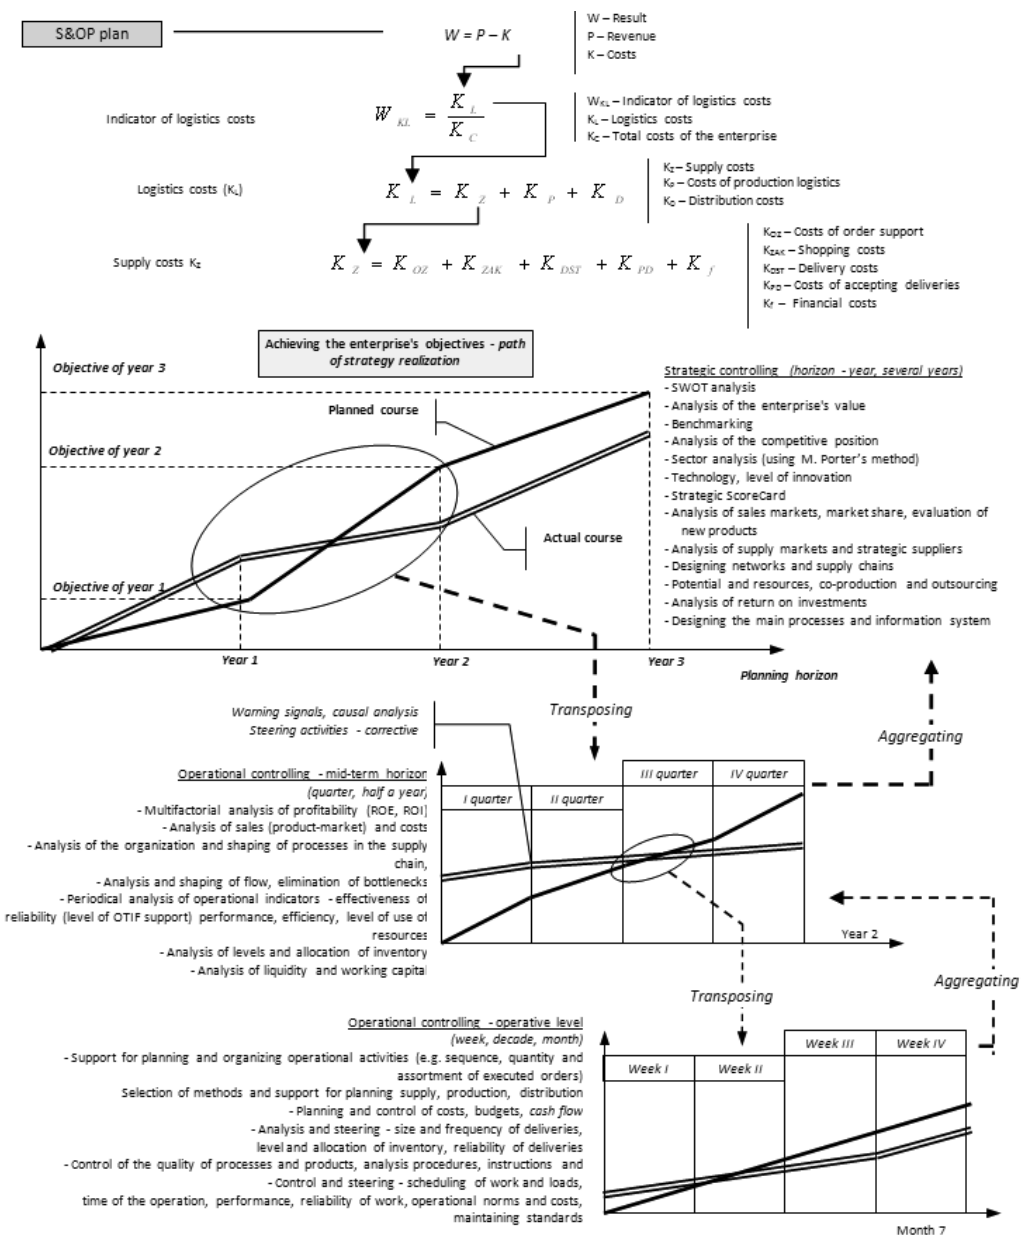 S&OP plan
W = P – K
W – Result
P – Revenue
K – Costs
Indicator of logistics costs
W KL = K L / K C
WKL – Indicator of logistics costs
KL – Logistics costs
KC – Total costs of the enterprise
Logistics costs (KL)
K L = K Z + K P + K D
KZ – Supply costs
KP – Costs of production logistics
KD – Distribution costs
Supply costs KZ
K Z = K OZ + K ZAK + K DST + K PD + K f
KOZ – Costs of order support
KZAK – Shopping costs
KDST – Delivery costs
KPD – Costs of accepting deliveries
Kf – Financial costs
Achieving the enterprise's objectives - path
of strategy realization
Objective of year 3
Planned course
Objective of year 2
Actual course
Objective of year 1
Year 1
Year 2
Year 3
Planning horizon
Strategic controlling (horizon - year, several years)
- SWOT analysis
- Analysis of the enterprise's value
- Benchmarking
- Analysis of the competitive position
- Sector analysis (using M. Porter's method)
- Technology, level of innovation
- Strategic ScoreCard
- Analysis of sales markets, market share, evaluation of
new products
- Analysis of supply markets and strategic suppliers
- Designing networks and supply chains
- Potential and resources, co-production and outsourcing
- Analysis of return on investments
- Designing the main processes and information system
Transposing
Aggregating
Warning signals, causal analysis
Steering activities - corrective
Operational controlling - mid-term horizon
(quarter, half a year)
- Multifactorial analysis of profitability (ROE, ROI)
- Analysis of sales (product-market) and costs
- Analysis of the organization and shaping of processes in the supply
chain,
- Analysis and shaping of flow, elimination of bottlenecks
- Periodical analysis of operational indicators - effectiveness of
reliability (level of OTIF support) performance, efficiency, level of use of
resources
- Analysis of levels and allocation of inventory
- Analysis of liquidity and working capital
I quarter
II quarter
III quarter
IV quarter
Year 2
Transposing
Aggregating
Operational controlling - operative level
(week, decade, month)
- Support for planning and organizing operational activities (e.g. sequence, quantity and
assortment of executed orders)
Selection of methods and support for planning supply, production, distribution
- Planning and control of costs, budgets, cash flow
- Analysis and steering - size and frequency of deliveries,
level and allocation of inventory, reliability of deliveries
- Control of the quality of processes and products, analysis procedures, instructions and
- Control and steering - scheduling of work and loads,
time of the operation, performance, reliability of work, operational norms and costs,
maintaining standards
Week I
Week II
Week III
Week IV
Month 7